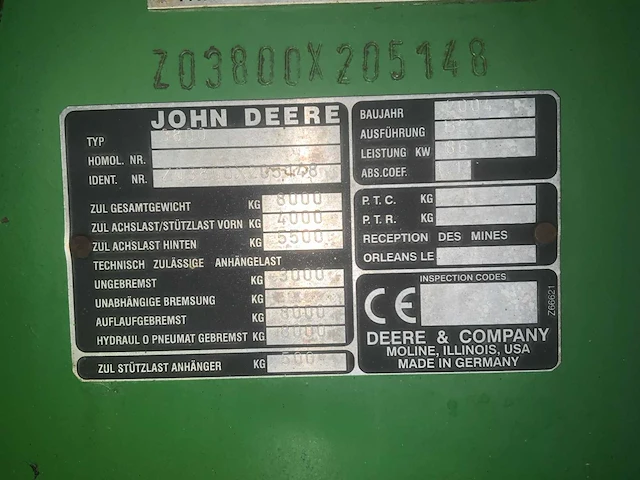 Z03800X205148
JOHN DEERE
TYP
HOMOL. NR.
IDENT. NR.
ZUL GESAMTGEWICHT KG 8000
ZUL ACHSLAST/STÜTZLAST VORN KG 4000
ZUL ACHSLAST HINTEN KG 5500
TECHNISCH ZULÄSSIGE ANHÄNGELAST
UNGEBREMST KG 3000
UNABHÄNGIGE BREMSUNG KG
AUFLAUFGEBREMST KG 8000
HYDRAUL O PNEUMAT GEBREMST KG 8000
ZUL STÜTZLAST ANHÄNGER KG 500
BAUJAHR 2004
AUSFÜHRUNG
LEISTUNG KW
ABS.COEF.
P.T.C. KG
P.T.R. KG
RECEPTION DES MINES
ORLEANS LE
INSPECTION CODES
CE
Z66621
DEERE & COMPANY
MOLINE, ILLINOIS, USA
MADE IN GERMANY